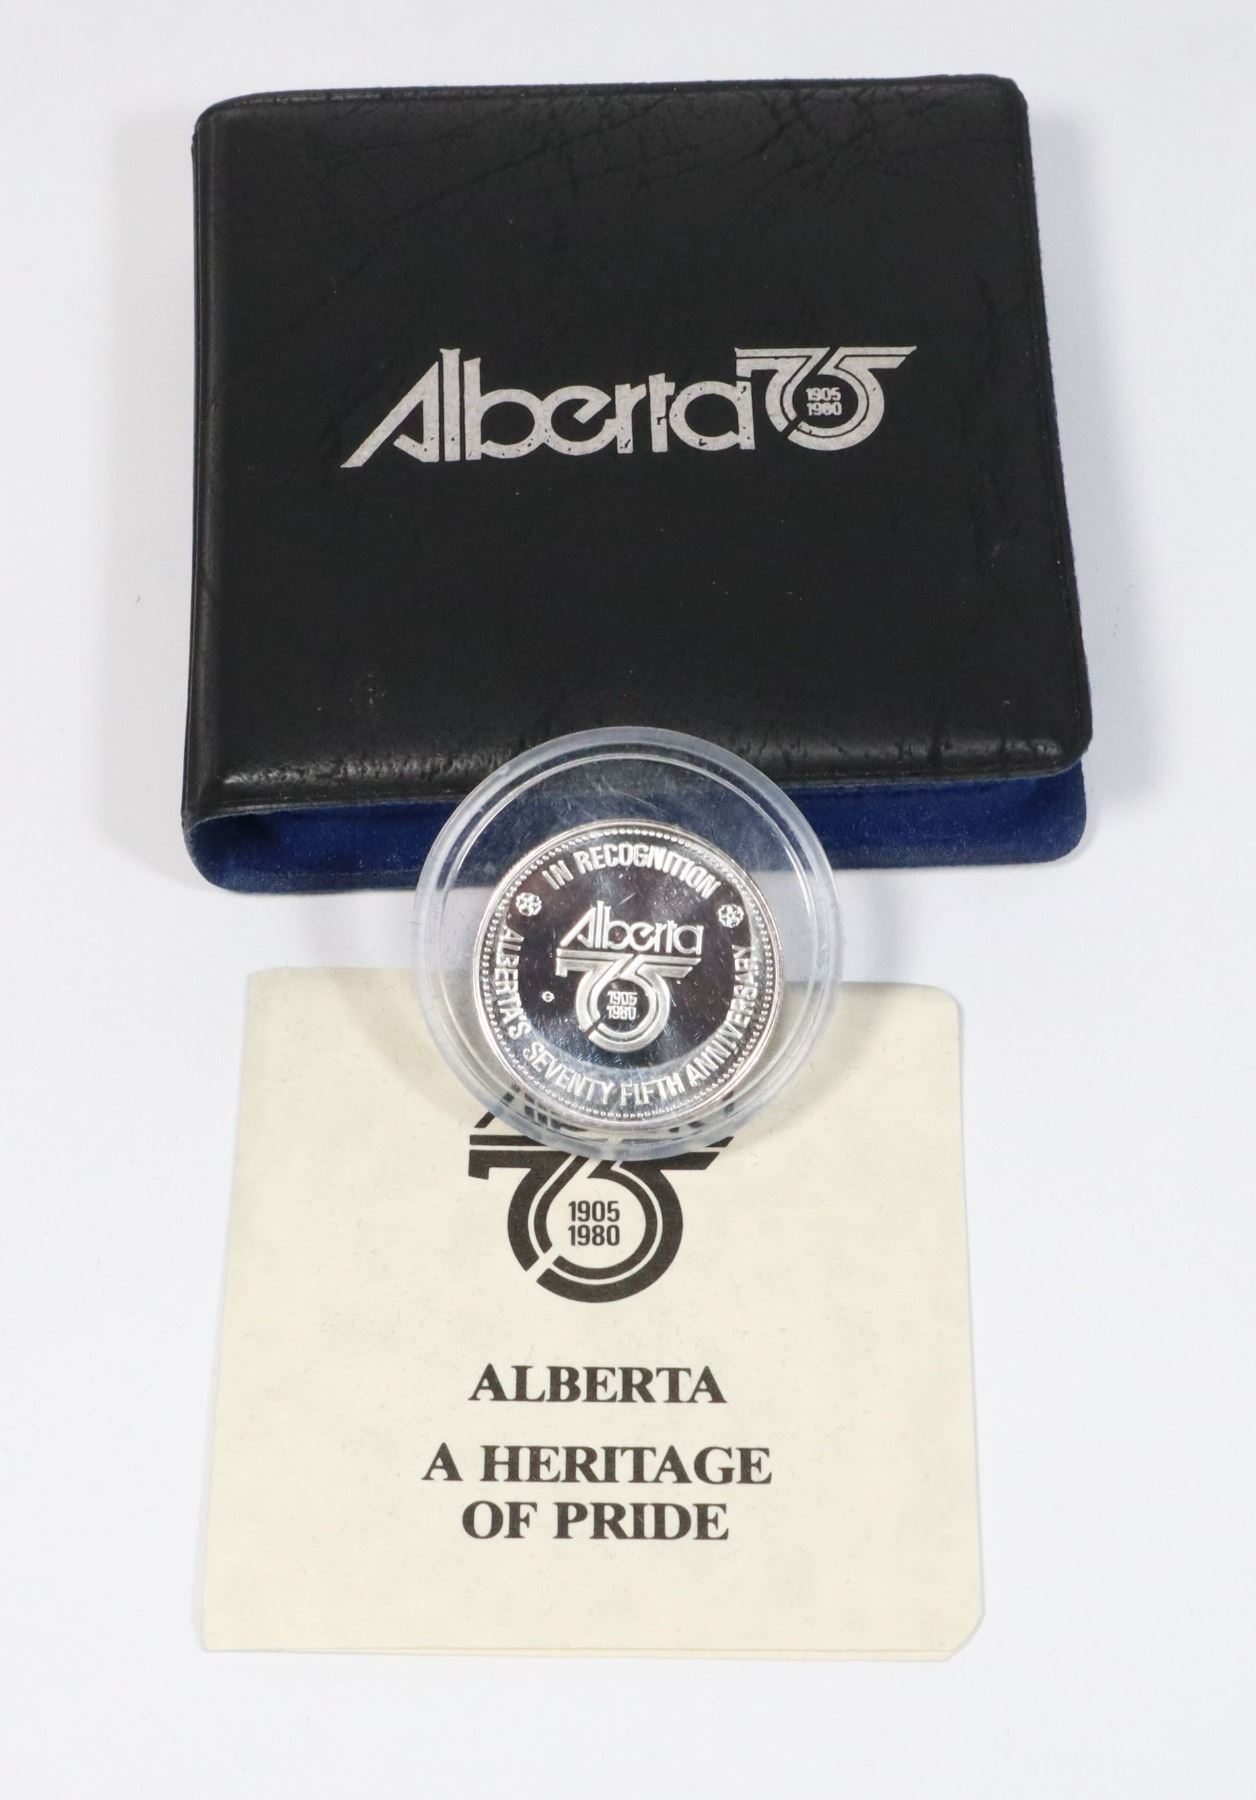 Alberta 75
1905
1980
IN RECOGNITION
Alberta
75
1905
1980
ALBERTA'S SEVENTY FIFTH ANNIVERSARY
75
1905
1980
ALBERTA
A HERITAGE
OF PRIDE